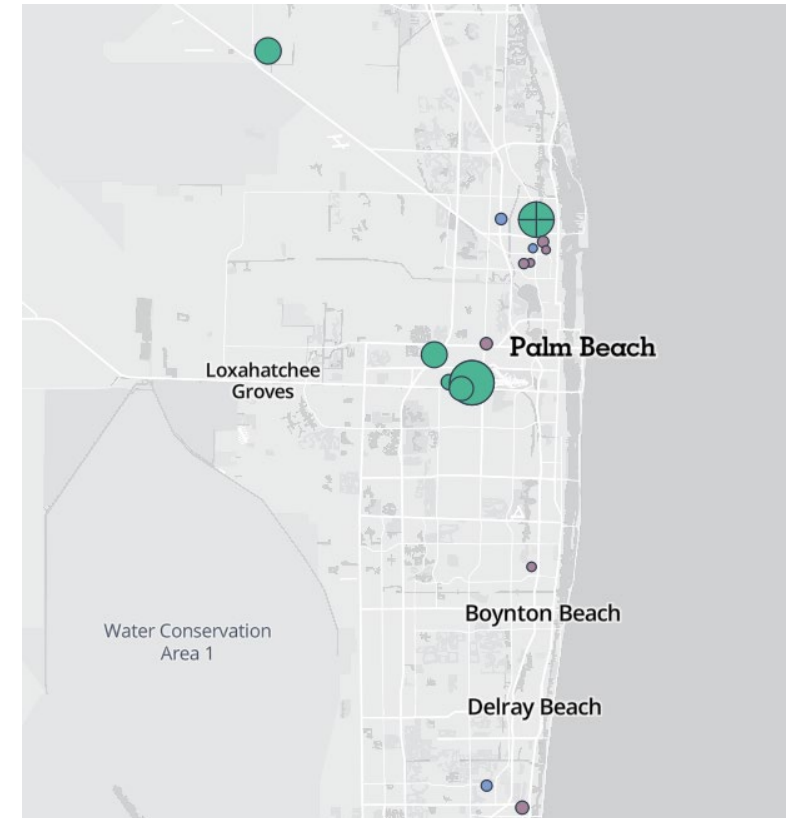 Palm Beach
Loxahatchee
Groves
Boynton Beach
Water Conservation
Area 1
Delray Beach